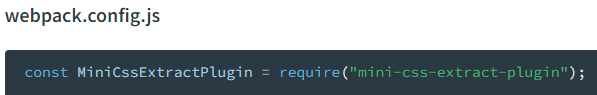 webpack.config.js
const MiniCssExtractPlugin = require("mini-css-extract-plugin");